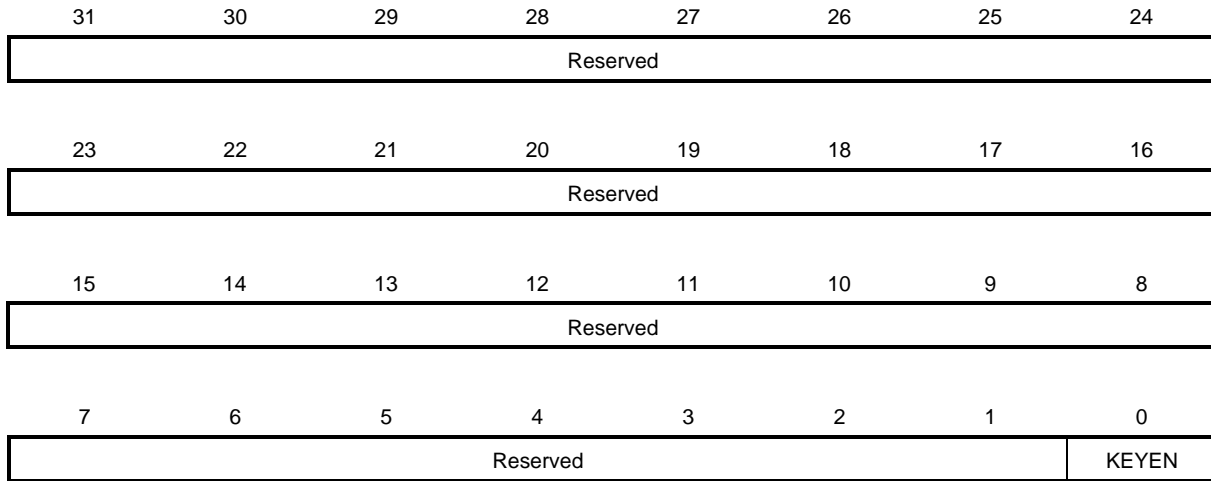 31 30 29 28 27 26 25 24
Reserved
23 22 21 20 19 18 17 16
Reserved
15 14 13 12 11 10 9 8
Reserved
7 6 5 4 3 2 1 0
Reserved KEYEN